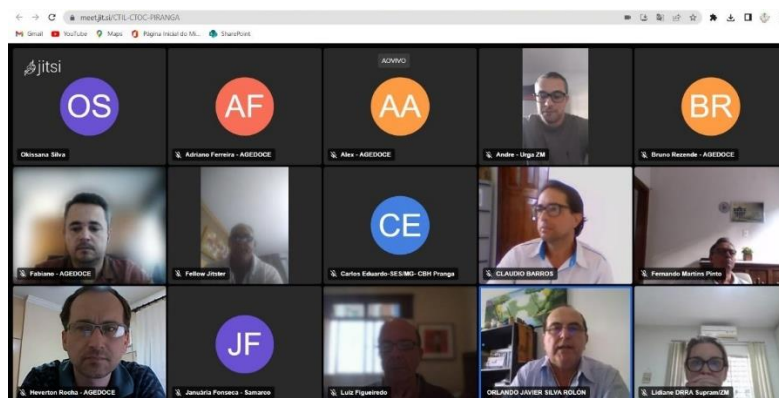 meet.jit.si/CTIL-CTOC-PIRANGA
Gmail YouTube Maps Página Inicial do Mi... SharePoint
jitsi
AO VIVO
OS
AF
AA
BR
Okissana Silva
Adriano Ferreira - AGEDOCE
Alex - AGEDOCE
Andre - Urga ZM
Bruno Rezende - AGEDOCE
CE
Fabiano - AGEDOCE
Fellow Jitster
Carlos Eduardo-SES/MG- CBH Pranga
CLAUDIO BARROS
Fernando Martins Pinto
JF
Heverton Rocha - AGEDOCE
Januária Fonseca - Samarco
Luiz Figueiredo
ORLANDO JAVIER SILVA ROLON
Lidiane DRRA Supram/ZM